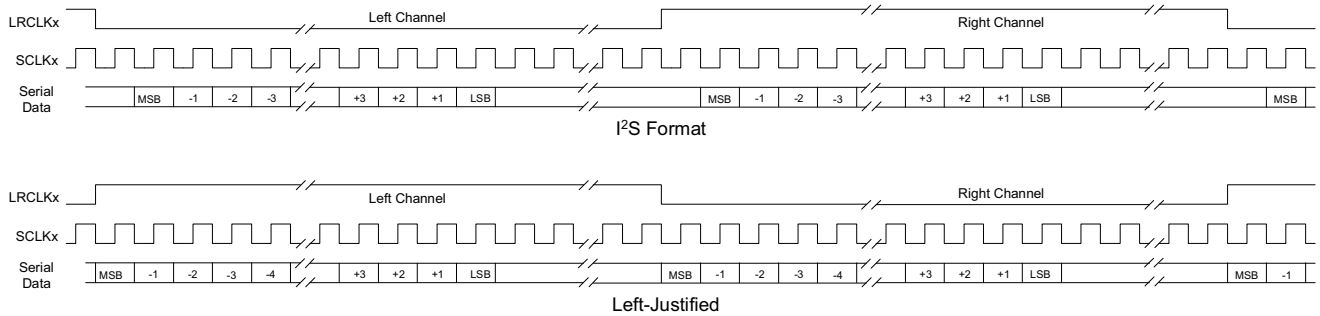 LRCLKx Left Channel Right Channel
SCLKx
Serial Data MSB -1 -2 -3 +3 +2 +1 LSB MSB -1 -2 -3 +3 +2 +1 LSB MSB
I²S Format
LRCLKx Left Channel Right Channel
SCLKx
Serial Data MSB -1 -2 -3 -4 +3 +2 +1 LSB MSB -1 -2 -3 -4 +3 +2 +1 LSB MSB -1
Left-Justified